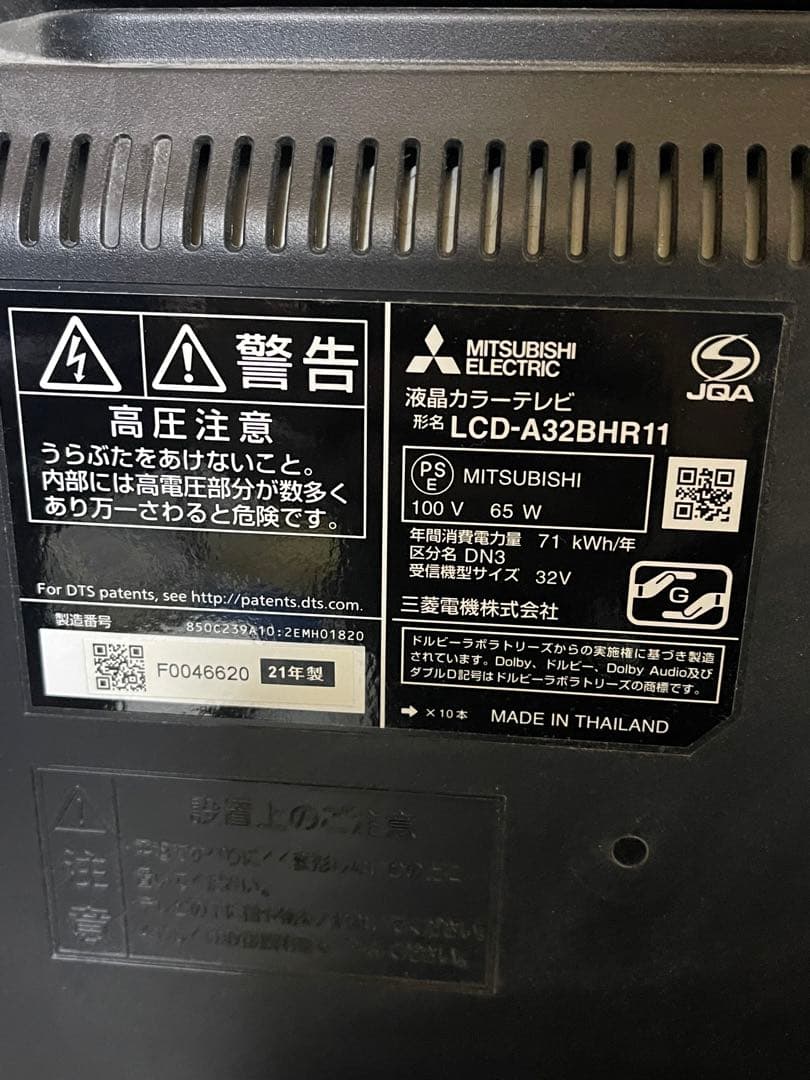 警告
高圧注意
うらぶたをあけないこと。
内部には高電圧部分が数多く
あり万一さわると危険です。
For DTS patents, see http://patents.dts.com.
製造番号
850C239A10:2EMH01820
F0046620 21年製
MITSUBISHI
ELECTRIC
JQA
液晶カラーテレビ
形名 LCD-A32BHR11
PS
E
MITSUBISHI
100 V 65 W
年間消費電力量 71 kWh/年
区分名 DN3
受信機型サイズ 32V
三菱電機株式会社
G
ドルビーラボラトリーズからの実施権に基づき製造
されています。Dolby、ドルビー、Dolby Audio及び
ダブルD記号はドルビーラボラトリーズの商標です。
➡ ×10本 MADE IN THAILAND
設置上のご注意
注意